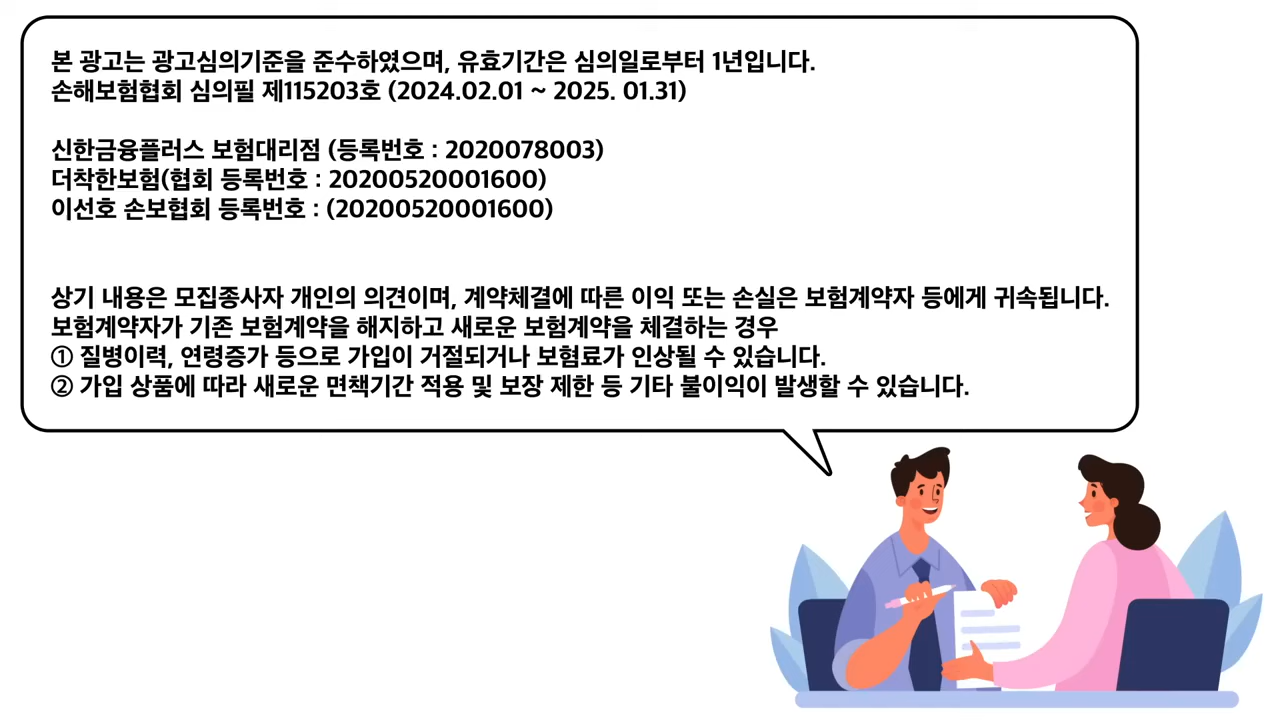 본 광고는 광고심의기준을 준수하였으며, 유효기간은 심의일로부터 1년입니다.
손해보험협회 심의필 제115203호 (2024.02.01 ~ 2025. 01.31)
신한금융플러스 보험대리점 (등록번호 : 2020078003)
더착한보험(협회 등록번호 : 20200520001600)
이선호 손보협회 등록번호 : (20200520001600)
상기 내용은 모집종사자 개인의 의견이며, 계약체결에 따른 이익 또는 손실은 보험계약자 등에게 귀속됩니다.
보험계약자가 기존 보험계약을 해지하고 새로운 보험계약을 체결하는 경우
① 질병이력, 연령증가 등으로 가입이 거절되거나 보험료가 인상될 수 있습니다.
② 가입 상품에 따라 새로운 면책기간 적용 및 보장 제한 등 기타 불이익이 발생할 수 있습니다.